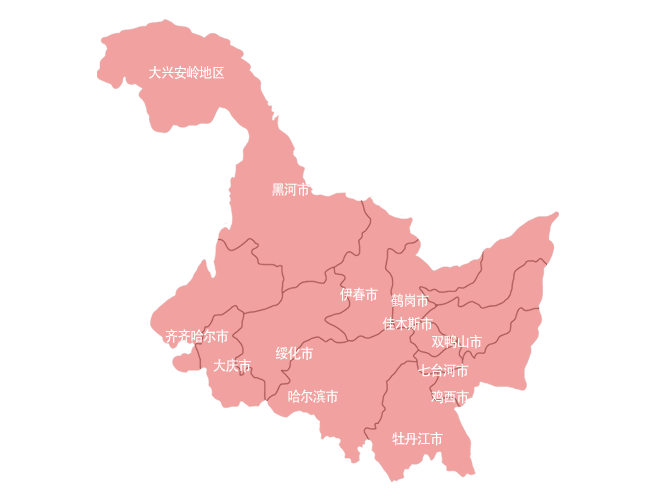 大兴安岭地区
黑河市
伊春市
鹤岗市
佳木斯市
齐齐哈尔市
双鸭山市
绥化市
大庆市
七台河市
哈尔滨市
鸡西市
牡丹江市